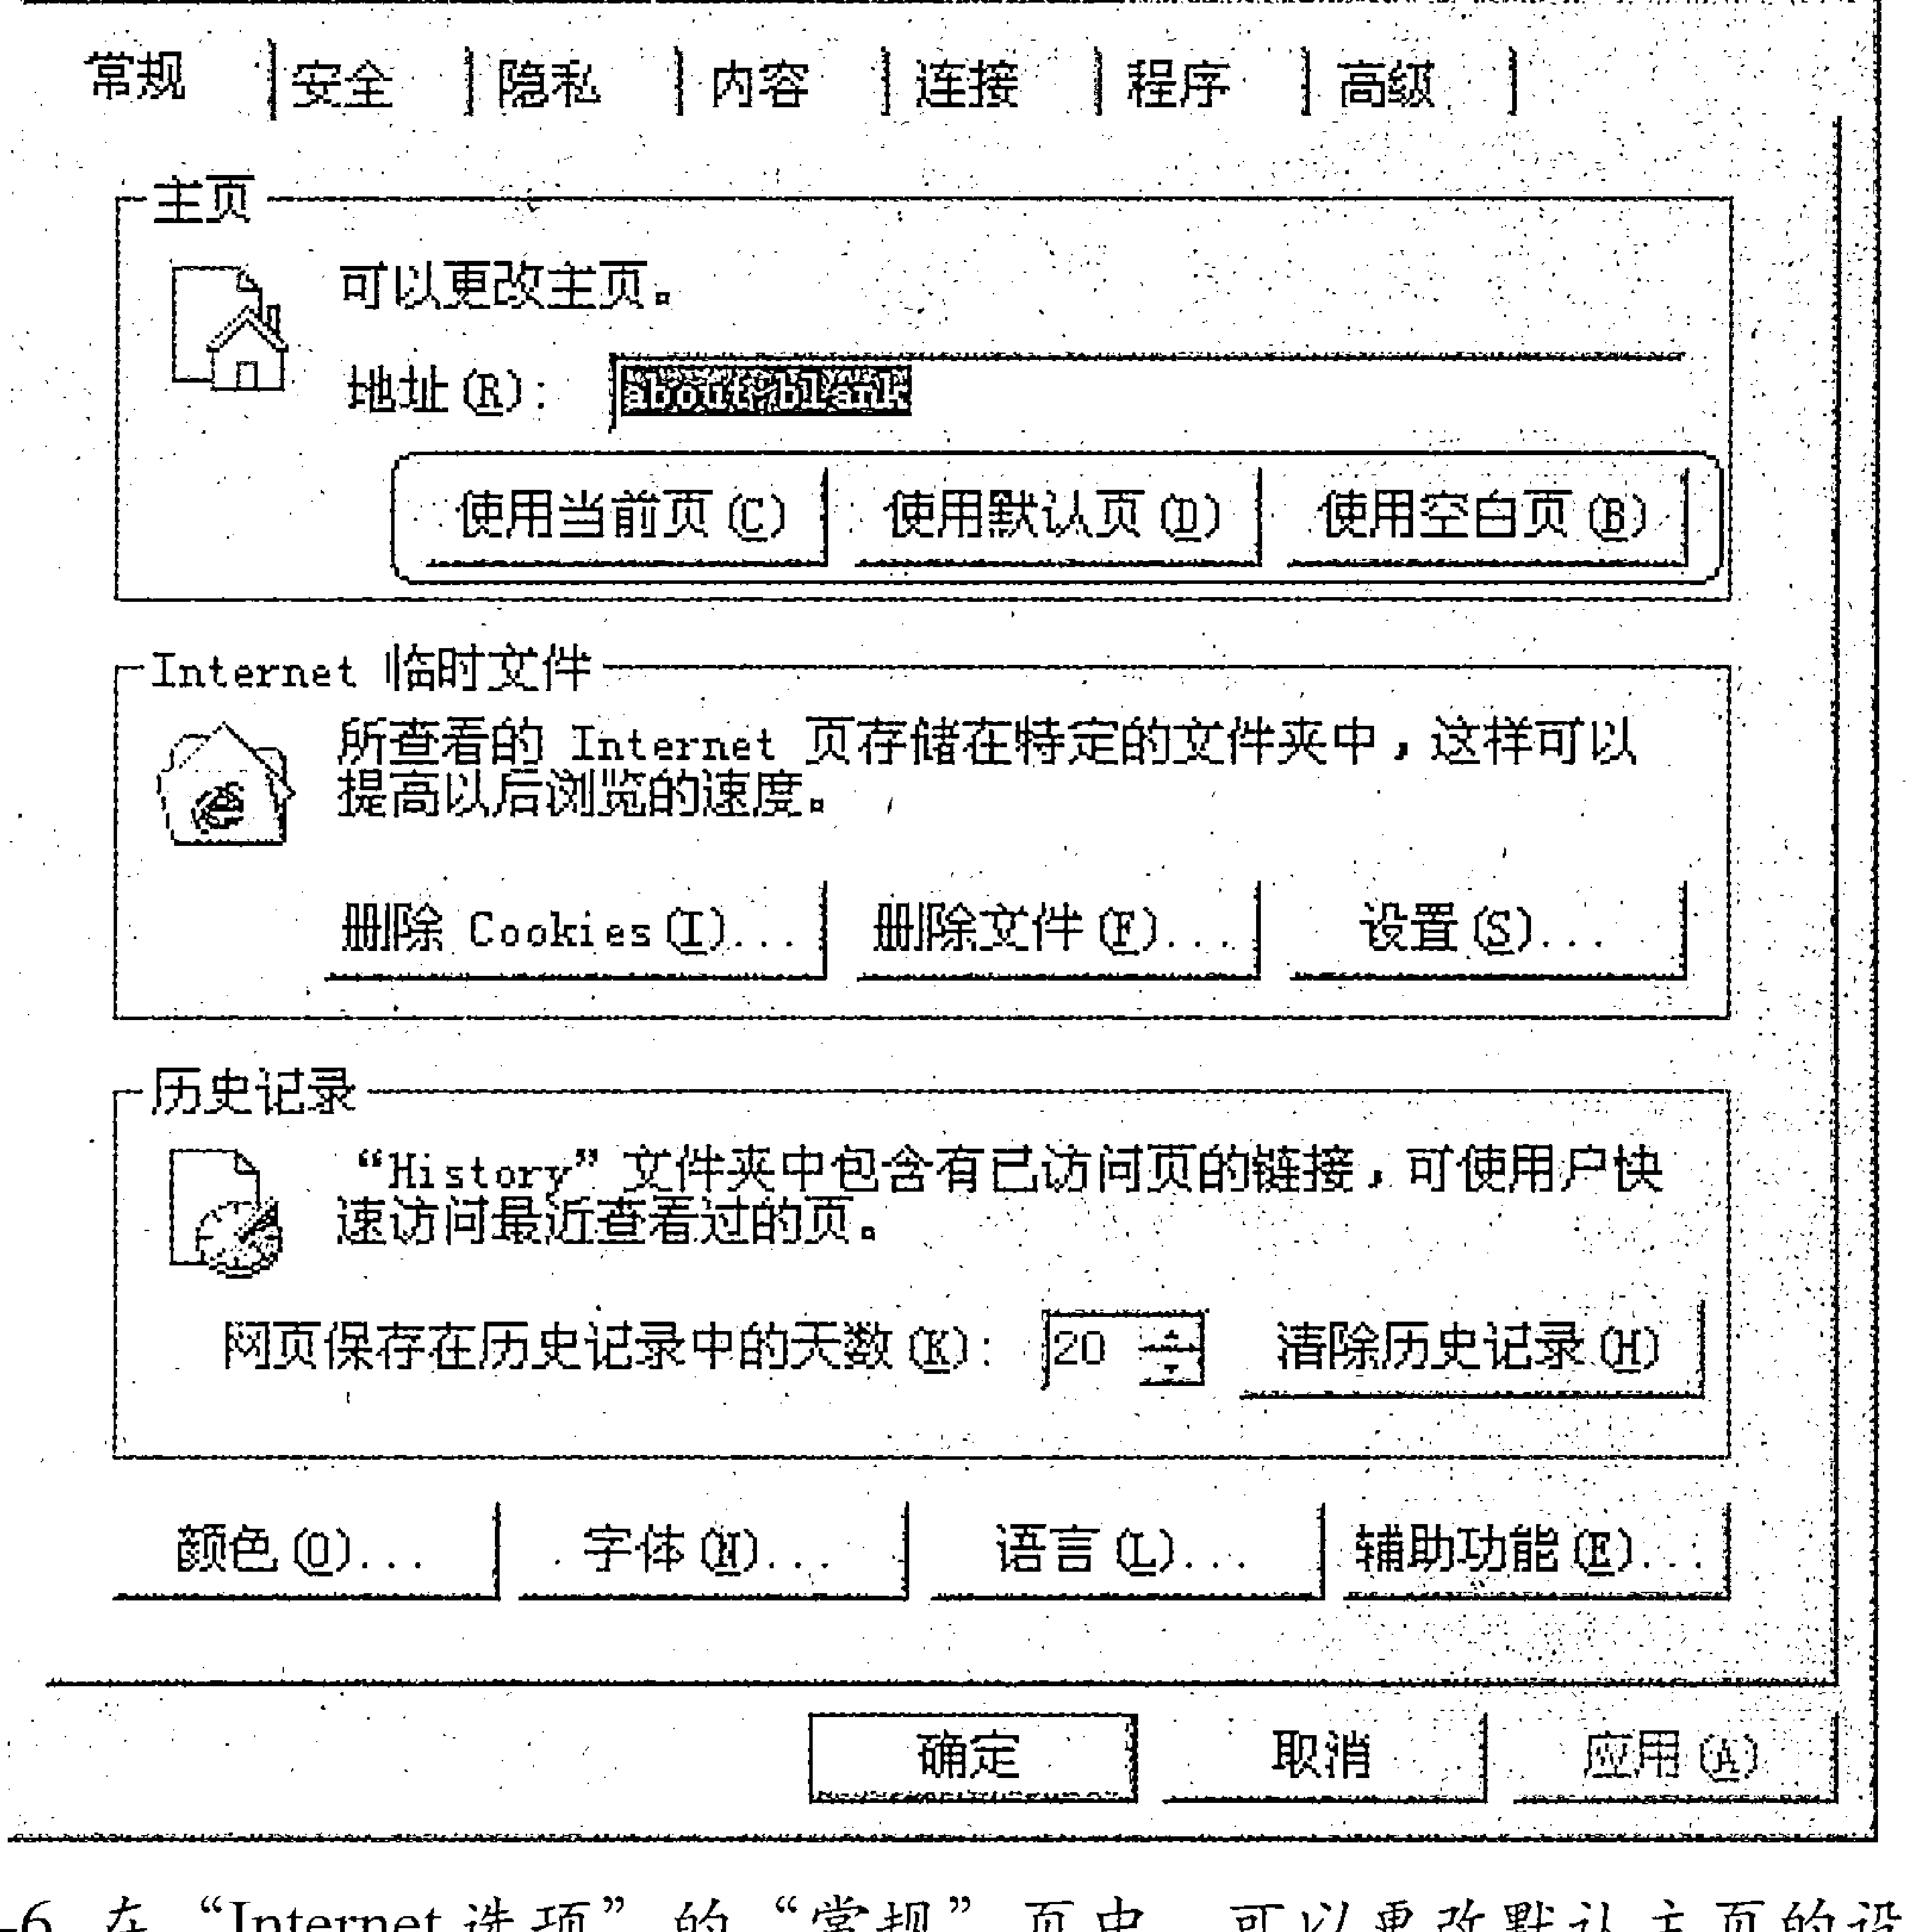 常规 安全 隐私 内容 连接 程序 高级
主页
可以更改主页。
地址(R): about:blank
使用当前页(C) 使用默认页(D) 使用空白页(B)
Internet 临时文件
所查看的 Internet 页存储在特定的文件夹中，这样可以
提高以后浏览的速度。
删除 Cookies(I)... 删除文件(F)... 设置(S)...
历史记录
“History”文件夹中包含有已访问页的链接，可使用户快
速访问最近查看过的页。
网页保存在历史记录中的天数(K): 20 清除历史记录(H)
颜色(O)... 字体(N)... 语言(L)... 辅助功能(E)...
确定 取消 应用(A)
-6 在“Internet 选项”的“常规”页中，可以更改默认主页的设